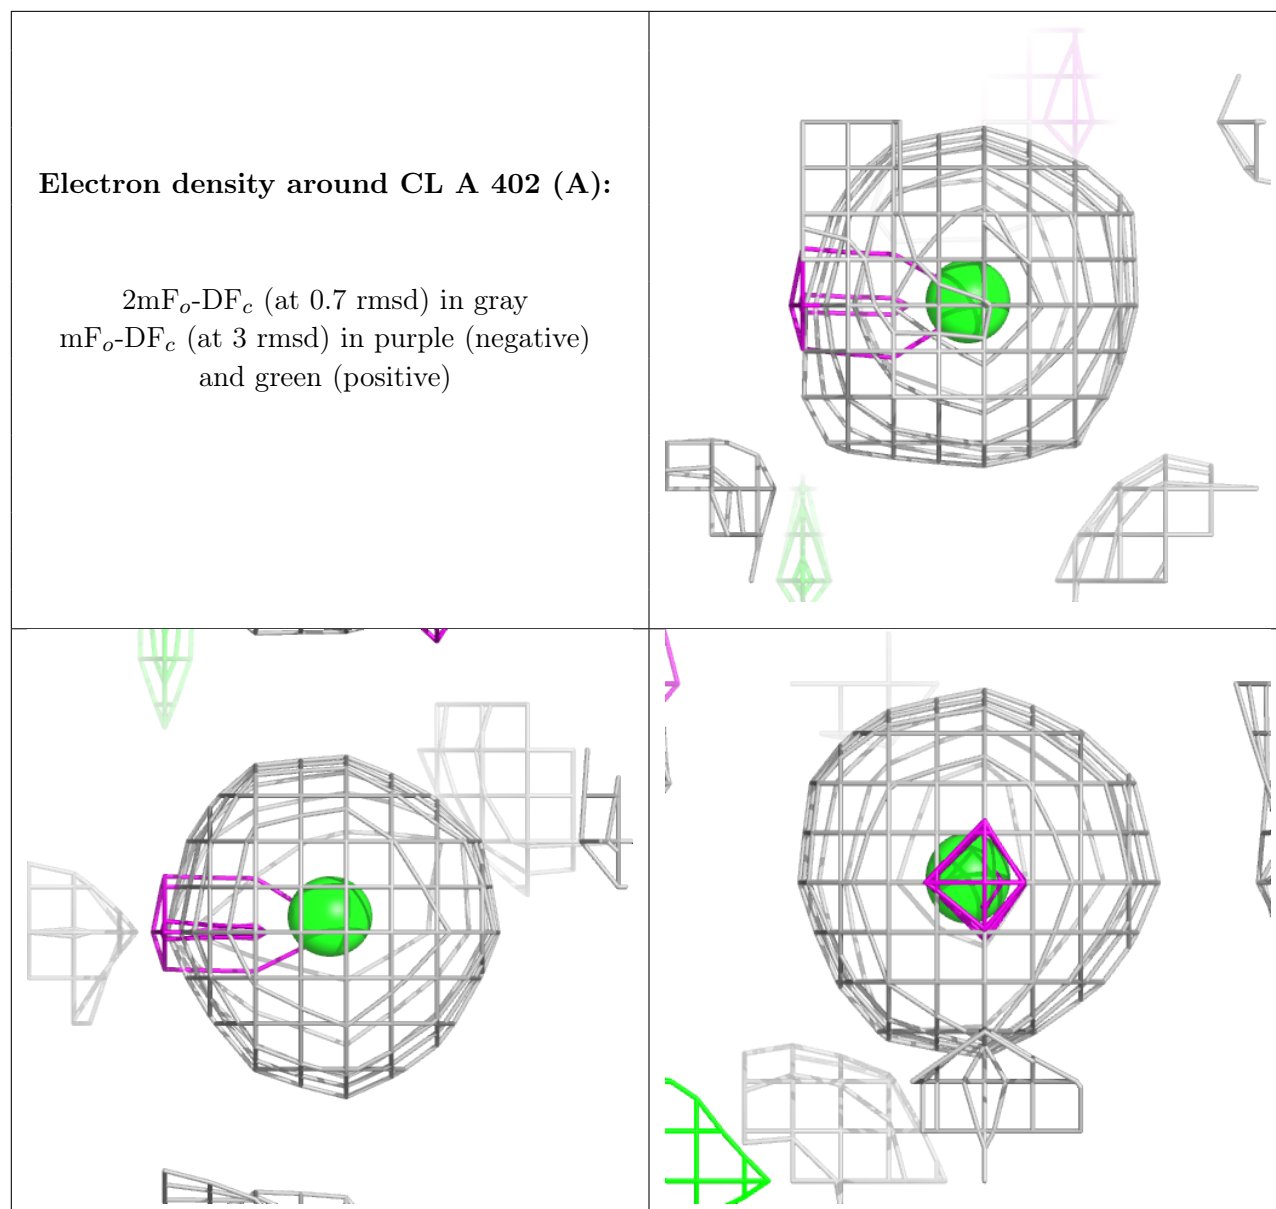 Electron density around CL A 402 (A):
2mFo-DFc (at 0.7 rmsd) in gray
mFo-DFc (at 3 rmsd) in purple (negative)
and green (positive)